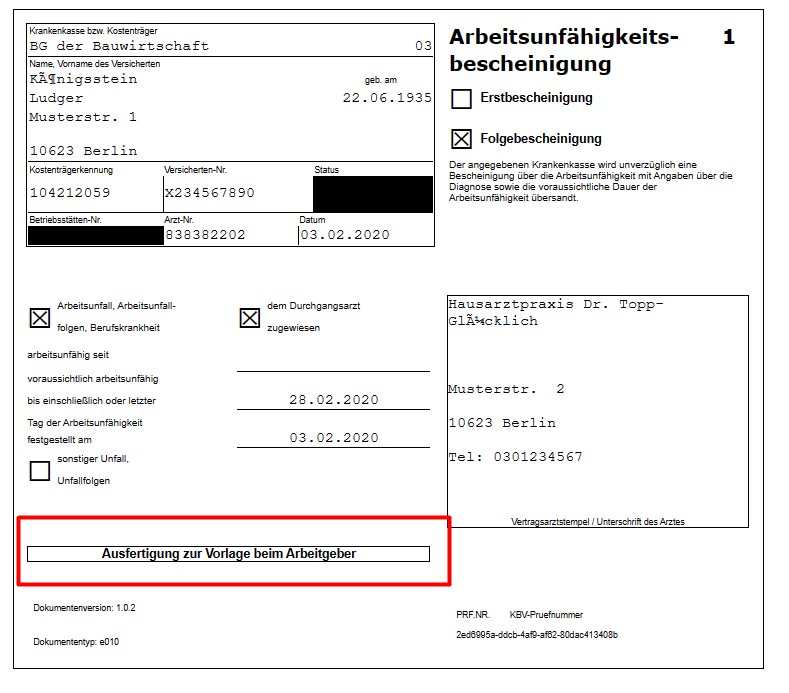 Krankenkasse bzw. Kostenträger
BG der Bauwirtschaft 03
Name, Vorname des Versicherten
KÃ¶nigsstein
geb. am
Ludger 22.06.1935
Musterstr. 1
10623 Berlin
Kostenträgerkennung Versicherten-Nr. Status
104212059 X234567890
Betriebsstätten-Nr. Arzt-Nr. Datum
838382202 03.02.2020
Arbeitsunfähigkeits- 1
bescheinigung
Erstbescheinigung
Folgebescheinigung
Der angegebenen Krankenkasse wird unverzüglich eine
Bescheinigung über die Arbeitsunfähigkeit mit Angaben über die
Diagnose sowie die voraussichtliche Dauer der
Arbeitsunfähigkeit übersandt.
Arbeitsunfall, Arbeitsunfall-
folgen, Berufskrankheit
dem Durchgangsarzt
zugewiesen
arbeitsunfähig seit
voraussichtlich arbeitsunfähig
bis einschließlich oder letzter 28.02.2020
Tag der Arbeitsunfähigkeit
festgestellt am 03.02.2020
sonstiger Unfall,
Unfallfolgen
Hausarztpraxis Dr. Topp-
GlÃ¼cklich
Musterstr. 2
10623 Berlin
Tel: 0301234567
Vertragsarztstempel / Unterschrift des Arztes
Ausfertigung zur Vorlage beim Arbeitgeber
Dokumentenversion: 1.0.2
Dokumententyp: e010
PRF.NR. KBV-Pruefnummer
2ed6995a-ddcb-4af9-af62-80dac413408b